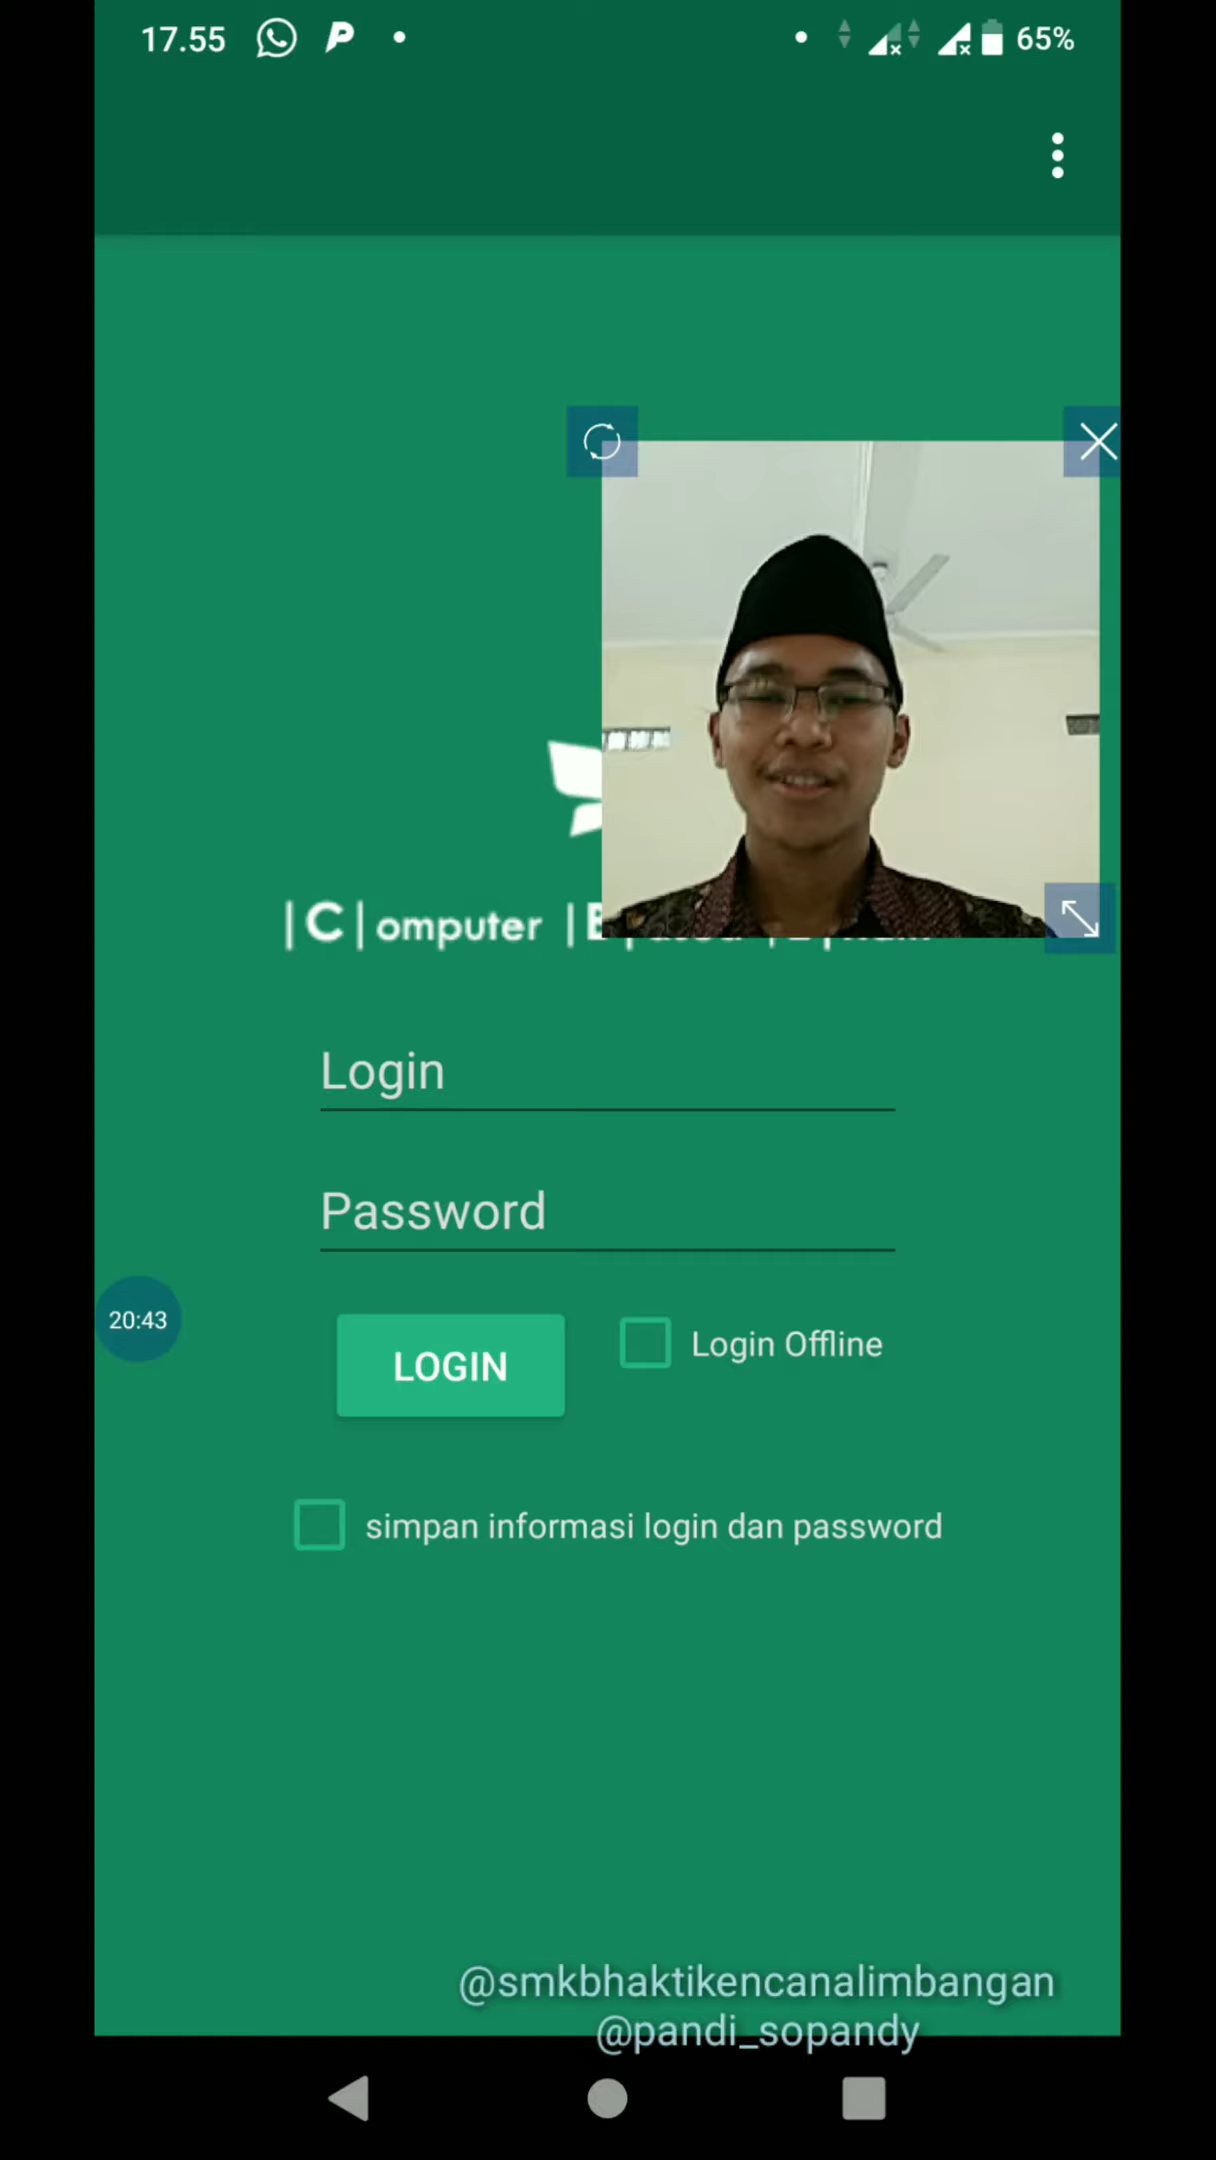 17.55
65%
|C|omputer
Login
Password
20:43
LOGIN
Login Offline
simpan informasi login dan password
@smkbhaktikencanalimbangan
@pandi_sopandy